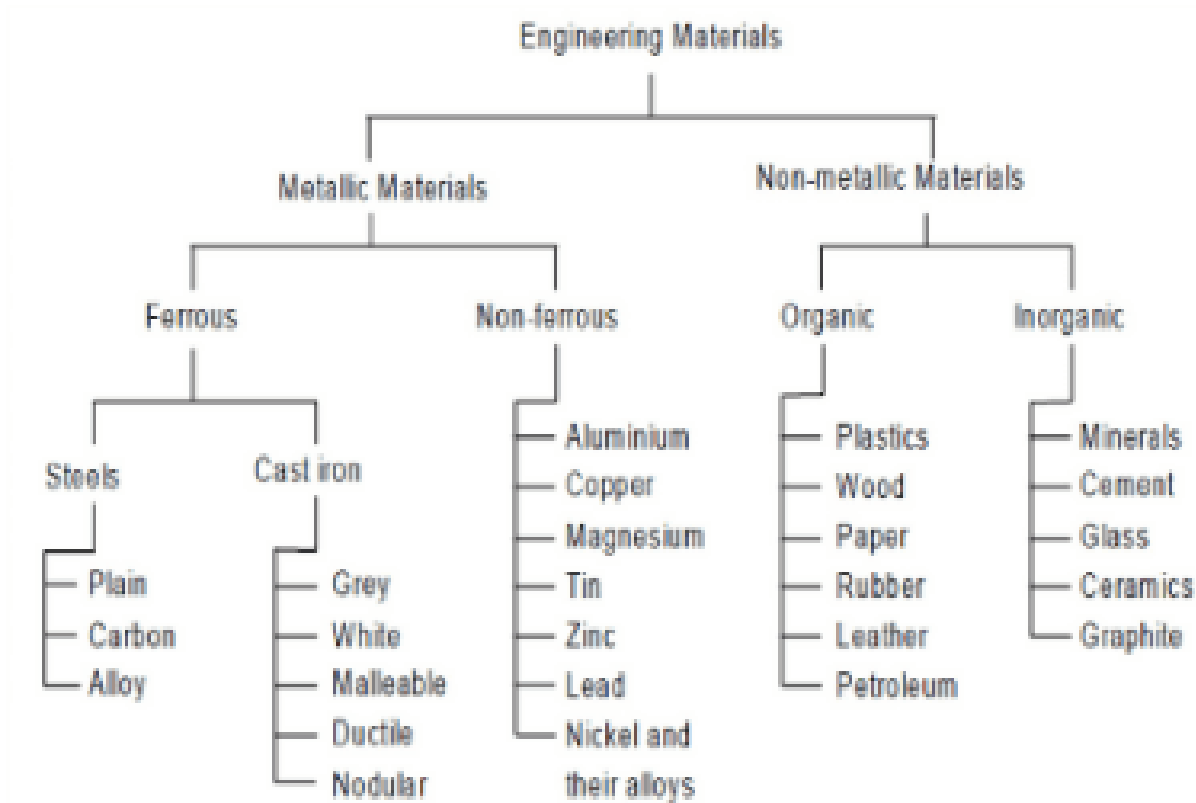 Engineering Materials
Metallic Materials
Non-metallic Materials
Ferrous
Non-ferrous
Organic
Inorganic
Steels
Cast iron
Plain
Carbon
Alloy
Grey
White
Malleable
Ductile
Nodular
Aluminium
Copper
Magnesium
Tin
Zinc
Lead
Nickel and
their alloys
Plastics
Wood
Paper
Rubber
Leather
Petroleum
Minerals
Cement
Glass
Ceramics
Graphite